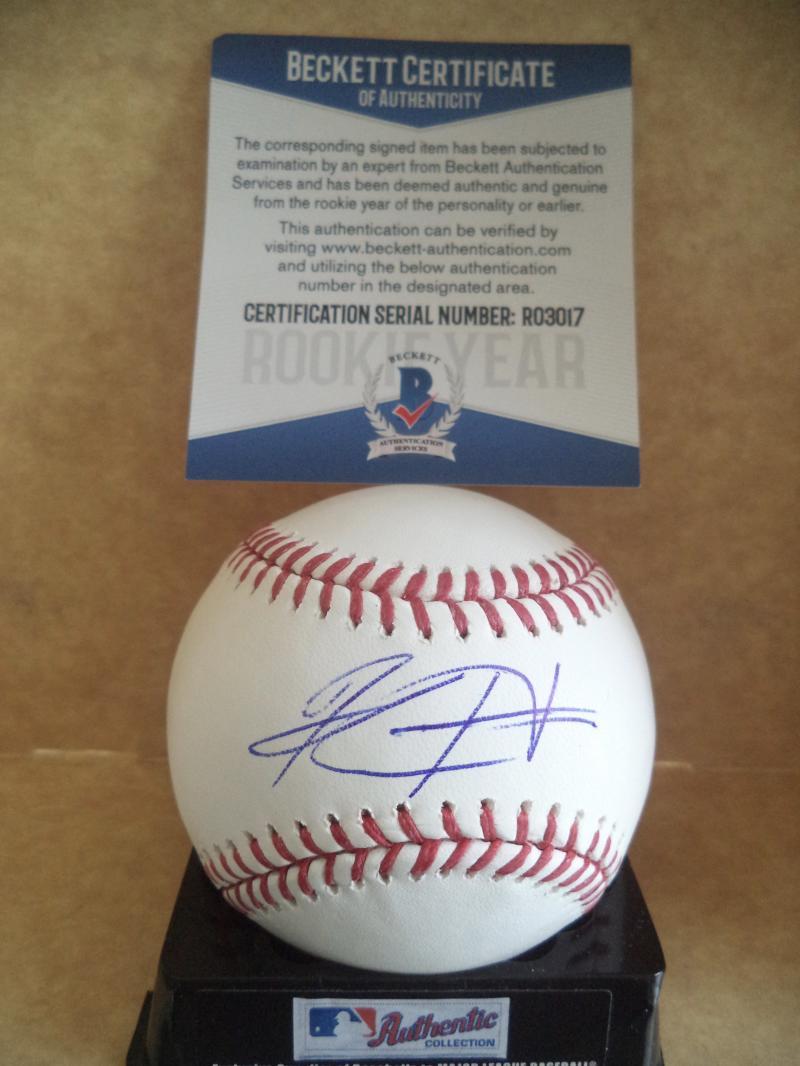 BECKETT CERTIFICATE
OF AUTHENTICITY
The corresponding signed item has been subjected to
examination by an expert from Beckett Authentication
Services and has been deemed authentic and genuine
from the rookie year of the personality or earlier.
This authentication can be verified by
visiting www.beckett-authentication.com
and utilizing the below authentication
number in the designated area.
CERTIFICATION SERIAL NUMBER: R03017
ROOKIE YEAR
BECKETT
B
AUTHENTICATION
SERVICES
Authentic
COLLECTION
MAJOR LEAGUE BASEBALL®